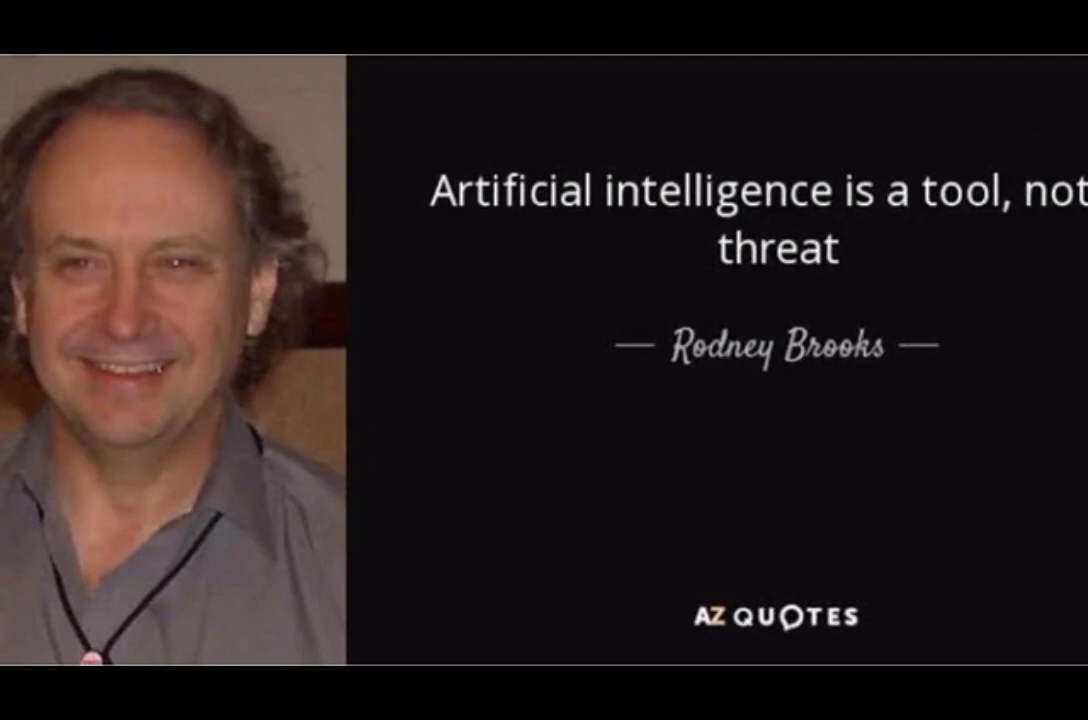 Artificial intelligence is a tool, not
threat
— Rodney Brooks —
AZ QUOTES